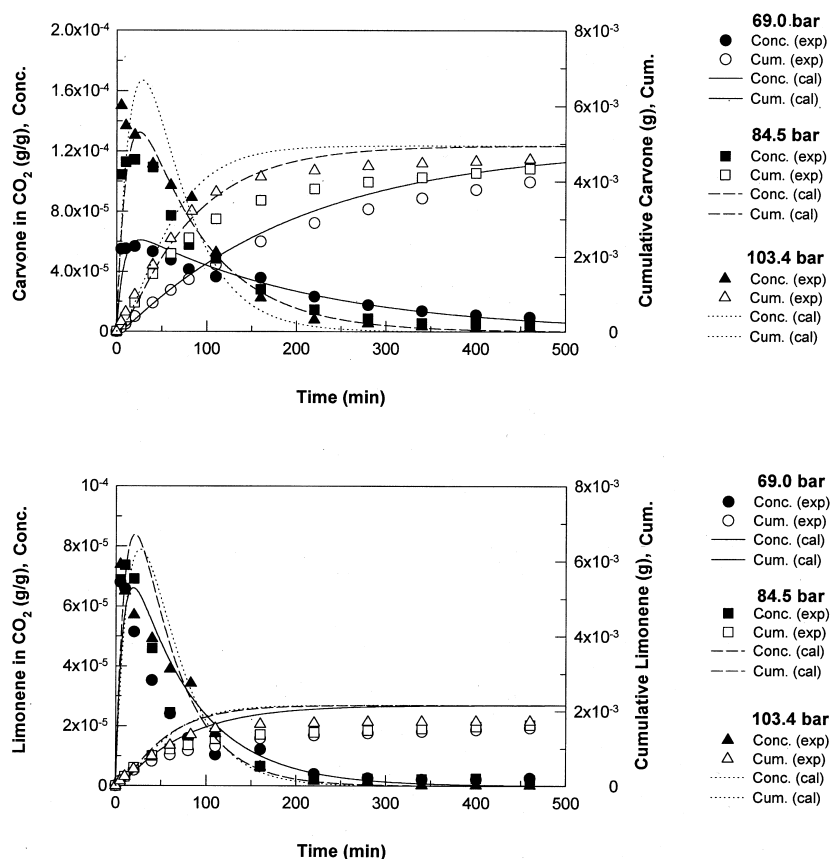 69.0 bar
Conc. (exp)
Cum. (exp)
Conc. (cal)
Cum. (cal)
84.5 bar
Conc. (exp)
Cum. (exp)
Conc. (cal)
Cum. (cal)
103.4 bar
Conc. (exp)
Cum. (exp)
Conc. (cal)
Cum. (cal)
2.0x10-4
1.6x10-4
1.2x10-4
8.0x10-5
4.0x10-5
0
8x10-3
6x10-3
4x10-3
2x10-3
0
0
100
200
300
400
500
Carvone in CO2 (g/g), Conc.
Cumulative Carvone (g), Cum.
Time (min)
69.0 bar
Conc. (exp)
Cum. (exp)
Conc. (cal)
Cum. (cal)
84.5 bar
Conc. (exp)
Cum. (exp)
Conc. (cal)
Cum. (cal)
103.4 bar
Conc. (exp)
Cum. (exp)
Conc. (cal)
Cum. (cal)
10-4
8x10-5
6x10-5
4x10-5
2x10-5
0
8x10-3
6x10-3
4x10-3
2x10-3
0
0
100
200
300
400
500
Limonene in CO2 (g/g), Conc.
Cumulative Limonene (g), Cum.
Time (min)